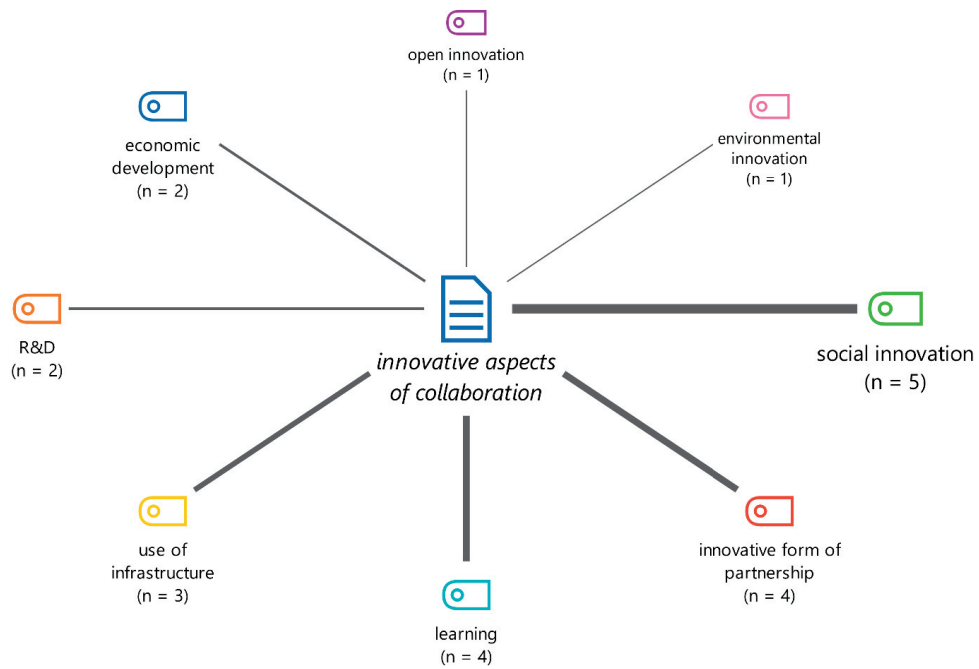 open innovation
(n = 1)
economic
development
(n = 2)
environmental
innovation
(n = 1)
R&D
(n = 2)
innovative aspects
of collaboration
social innovation
(n = 5)
use of
infrastructure
(n = 3)
learning
(n = 4)
innovative form of
partnership
(n = 4)